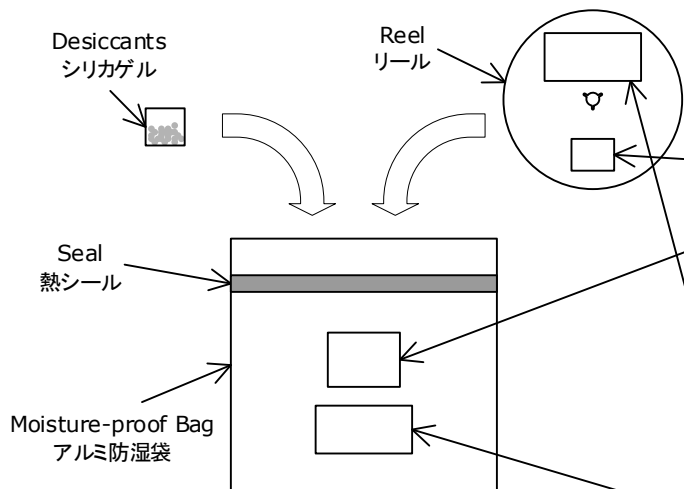 Desiccants
シリカゲル
Reel
リール
Seal
熱シール
Moisture-proof Bag
アルミ防湿袋